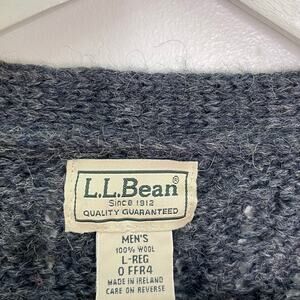 L.L.Bean®
Since 1912
QUALITY GUARANTEED
MEN'S
100% WOOL
L-REG
0 FFR4
MADE IN IRELAND
CARE ON REVERSE